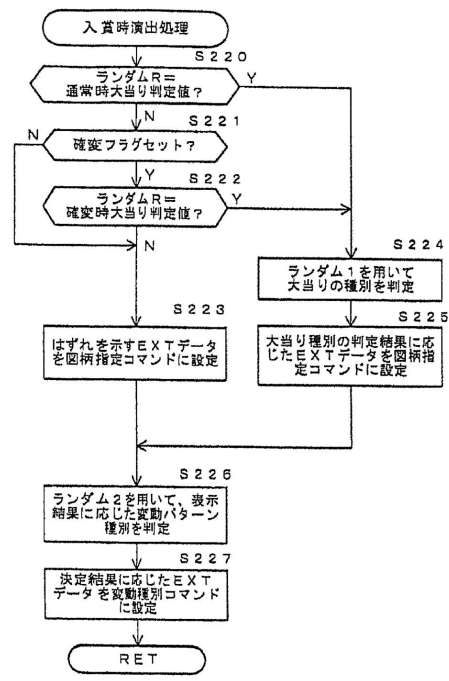 入賞時演出処理
S220
ランダムR=
通常時大当り判定値?
Y
N
S221
確変フラグセット?
N
Y
S222
ランダムR=
確変時大当り判定値?
Y
N
S224
ランダム1を用いて
大当りの種別を判定
S223
はずれを示すEXTデータ
を図柄指定コマンドに設定
S225
大当り種別の判定結果に応
じたEXTデータを図柄指
定コマンドに設定
S226
ランダム2を用いて、表示
結果に応じた変動パターン
種別を判定
S227
決定結果に応じたEXT
データを変動種別コマンド
に設定
RET